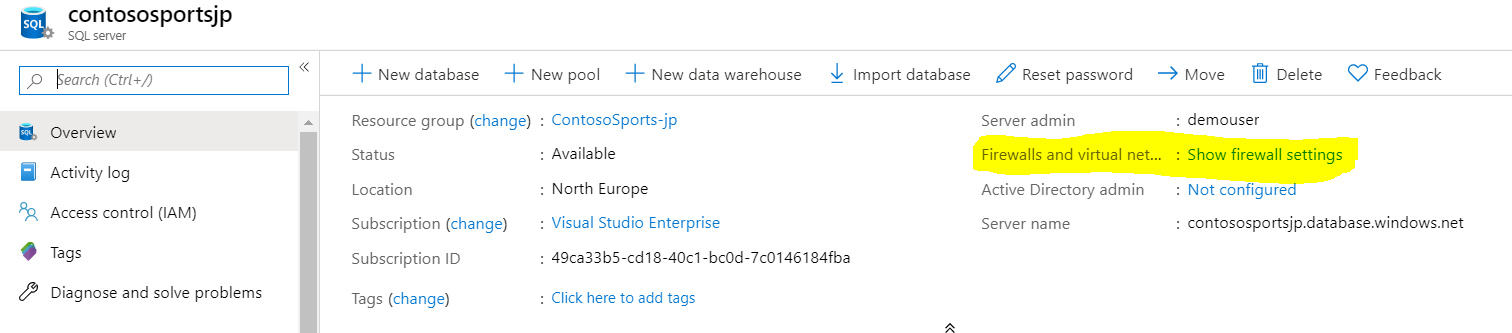 contososportsjp
SQL
SQL server
Search (Ctrl+/)
«
New database
New pool
New data warehouse
Import database
Reset password
Move
Delete
Feedback
SQL Overview
Activity log
Access control (IAM)
Tags
Diagnose and solve problems
Resource group (change) : ContosoSports-jp
Status : Available
Location : North Europe
Subscription (change) : Visual Studio Enterprise
Subscription ID : 49ca33b5-cd18-40c1-bc0d-7c0146184fba
Tags (change) : Click here to add tags
Server admin : demouser
Firewalls and virtual net... : Show firewall settings
Active Directory admin : Not configured
Server name : contososportsjp.database.windows.net